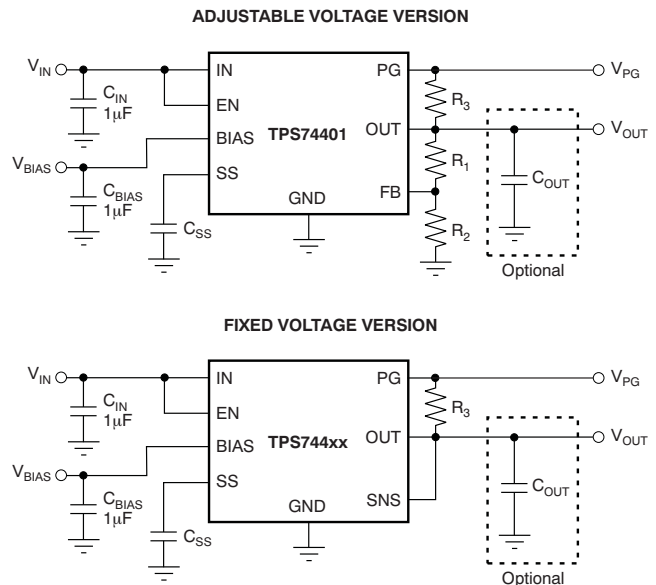 ADJUSTABLE VOLTAGE VERSION
VIN
IN
PG
VPG
CIN
1μF
EN
R3
BIAS
TPS74401
OUT
VOUT
VBIAS
R1
SS
FB
COUT
CBIAS
1μF
GND
CSS
R2
Optional
FIXED VOLTAGE VERSION
VIN
IN
PG
VPG
CIN
1μF
EN
R3
BIAS
TPS744xx
OUT
VOUT
VBIAS
SS
SNS
COUT
CBIAS
1μF
GND
CSS
Optional